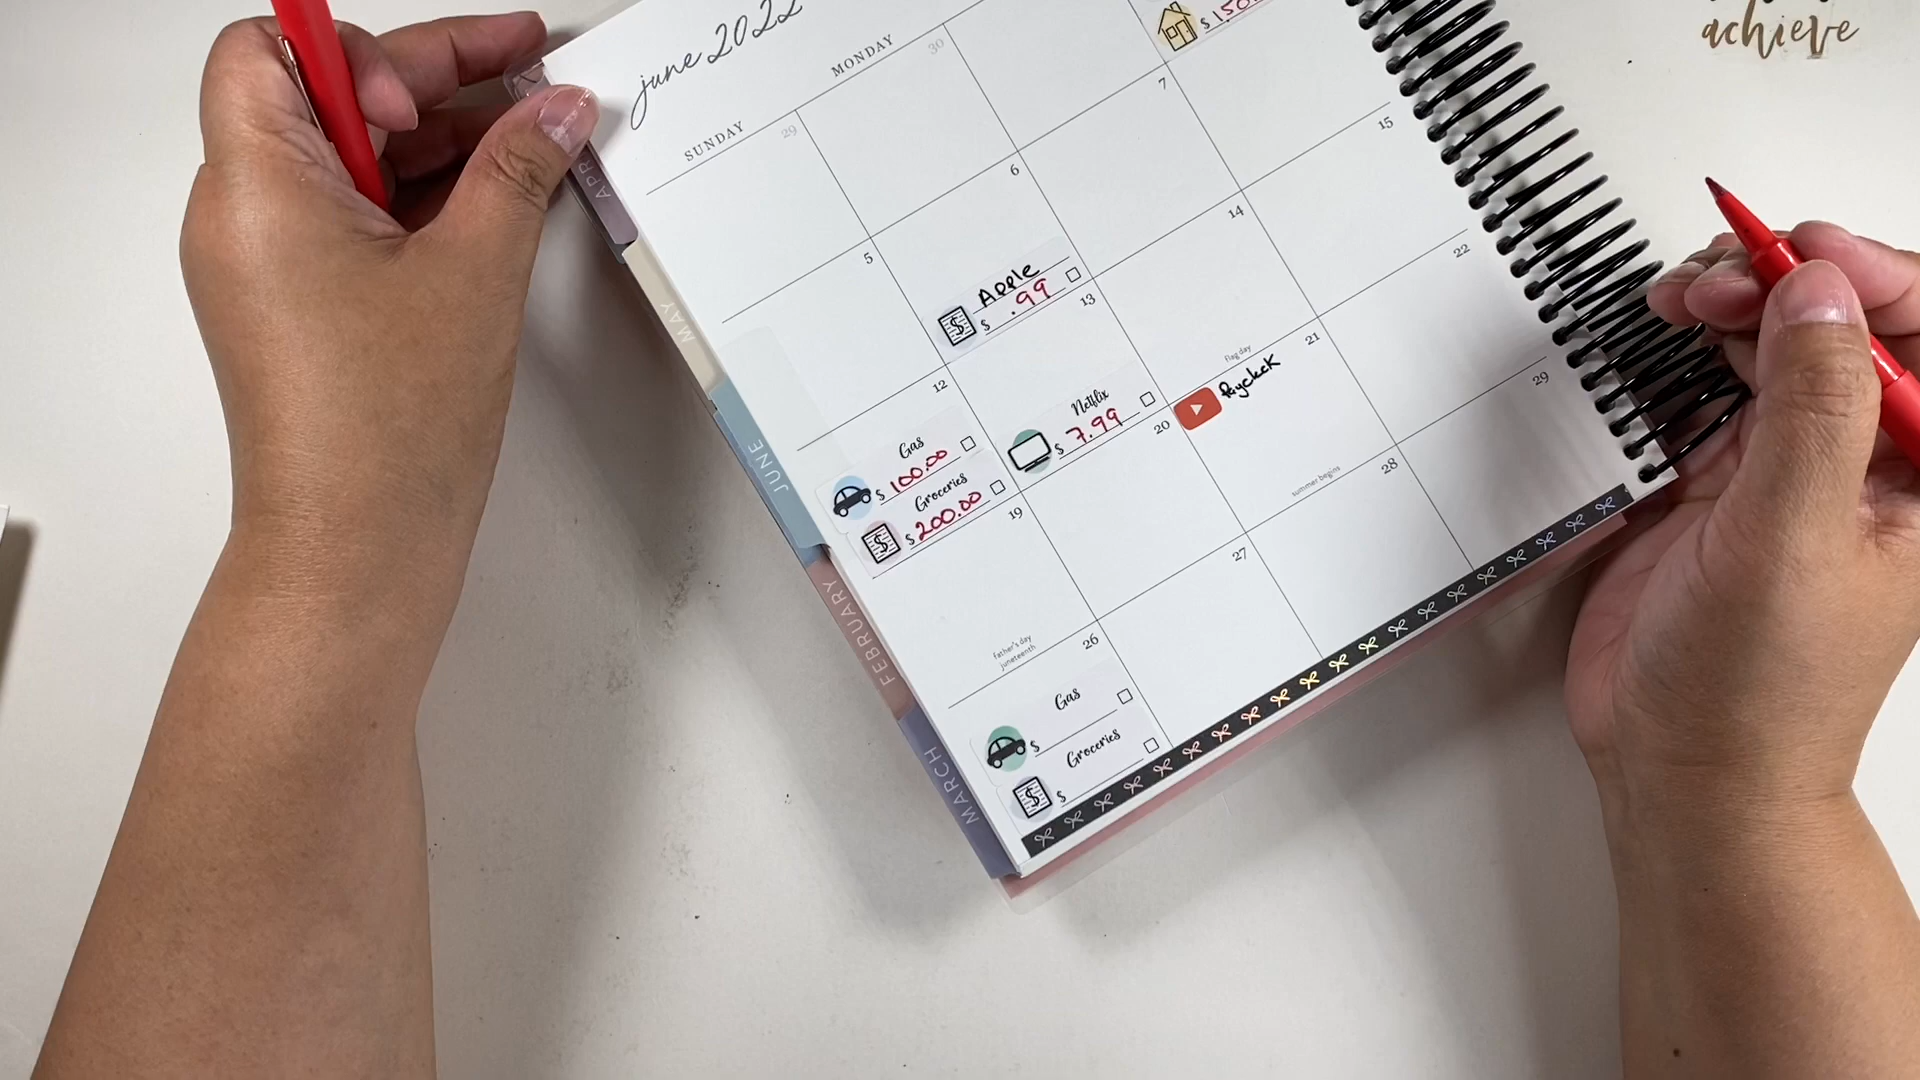 achieve
june 2022
SUNDAY
MONDAY
29
30
$ 150.
5
6
7
Apple
$ .99
12
13
14
15
Gas
$ 100.00
Groceries
$ 200.00
Netflix
$ 7.99
flag day
19
20
21
22
father's day
juneteenth
summer begins
26
27
28
29
Gas
$
Groceries
$
APR
MAY
JUNE
FEBRUARY
MARCH